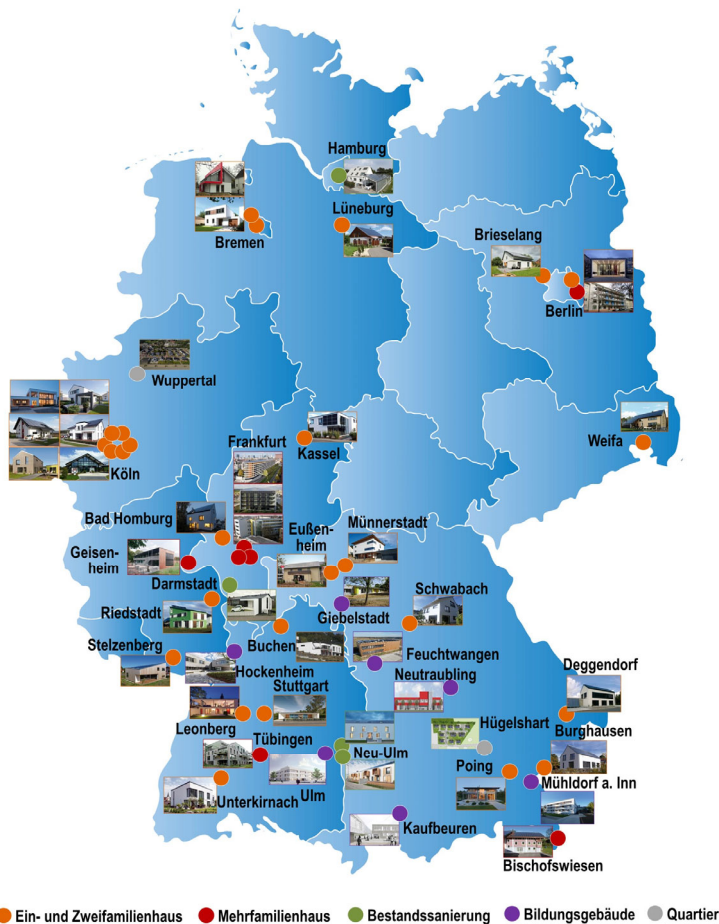 Hamburg
Lüneburg
Bremen
Brieselang
Berlin
Wuppertal
Köln
Frankfurt
Kassel
Weifa
Bad Homburg
Eußen-
heim
Münnerstadt
Geisen-
heim
Darmstadt
Riedstadt
Giebelstadt
Schwabach
Stelzenberg
Buchen
Hockenheim
Feuchtwangen
Neutraubling
Deggendorf
Stuttgart
Leonberg
Hügelshart
Burghausen
Tübingen
Neu-Ulm
Ulm
Poing
Mühldorf a. Inn
Unterkirnach
Kaufbeuren
Bischofswiesen
Ein- und Zweifamilienhaus Mehrfamilienhaus Bestandssanierung Bildungsgebäude Quartier